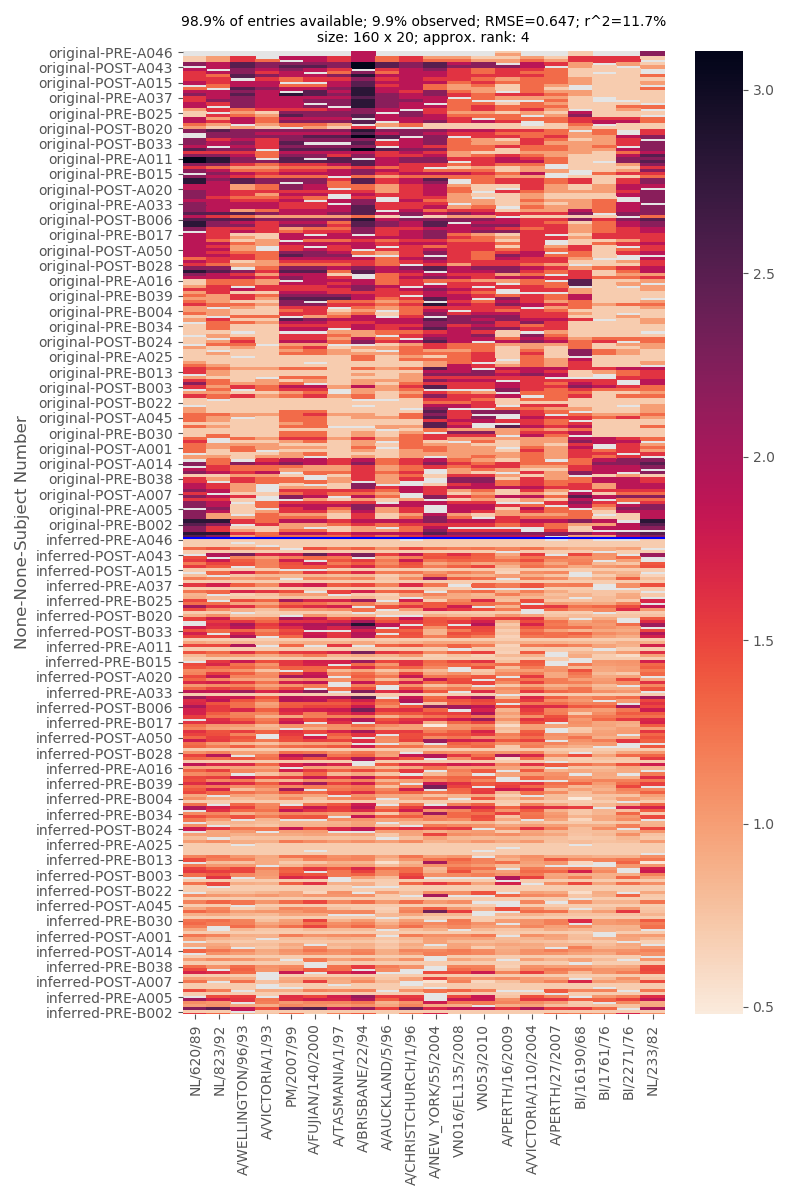 98.9% of entries available; 9.9% observed; RMSE=0.647; r^2=11.7%
size: 160 x 20; approx. rank: 4
None-None-Subject Number
original-PRE-A046
original-POST-A043
original-POST-A015
original-PRE-A037
original-PRE-B025
original-POST-B020
original-POST-B033
original-PRE-A011
original-PRE-B015
original-POST-A020
original-PRE-A033
original-POST-B006
original-PRE-B017
original-POST-A050
original-POST-B028
original-PRE-A016
original-PRE-B039
original-PRE-B004
original-PRE-B034
original-POST-B024
original-PRE-A025
original-PRE-B013
original-POST-B003
original-POST-B022
original-POST-A045
original-PRE-B030
original-POST-A001
original-POST-A014
original-PRE-B038
original-POST-A007
original-PRE-A005
original-PRE-B002
inferred-PRE-A046
inferred-POST-A043
inferred-POST-A015
inferred-PRE-A037
inferred-PRE-B025
inferred-POST-B020
inferred-POST-B033
inferred-PRE-A011
inferred-PRE-B015
inferred-POST-A020
inferred-PRE-A033
inferred-POST-B006
inferred-PRE-B017
inferred-POST-A050
inferred-POST-B028
inferred-PRE-A016
inferred-PRE-B039
inferred-PRE-B004
inferred-PRE-B034
inferred-POST-B024
inferred-PRE-A025
inferred-PRE-B013
inferred-POST-B003
inferred-POST-B022
inferred-POST-A045
inferred-PRE-B030
inferred-POST-A001
inferred-POST-A014
inferred-PRE-B038
inferred-POST-A007
inferred-PRE-A005
inferred-PRE-B002
NL/620/89
NL/823/92
A/WELLINGTON/96/93
A/VICTORIA/1/93
PM/2007/99
A/FUJIAN/140/2000
A/TASMANIA/1/97
A/BRISBANE/22/94
A/AUCKLAND/5/96
A/CHRISTCHURCH/1/96
A/NEW_YORK/55/2004
VN016/EL135/2008
VN053/2010
A/PERTH/16/2009
A/VICTORIA/110/2004
A/PERTH/27/2007
BI/16190/68
BI/1761/76
BI/2271/76
NL/233/82
3.0
2.5
2.0
1.5
1.0
0.5